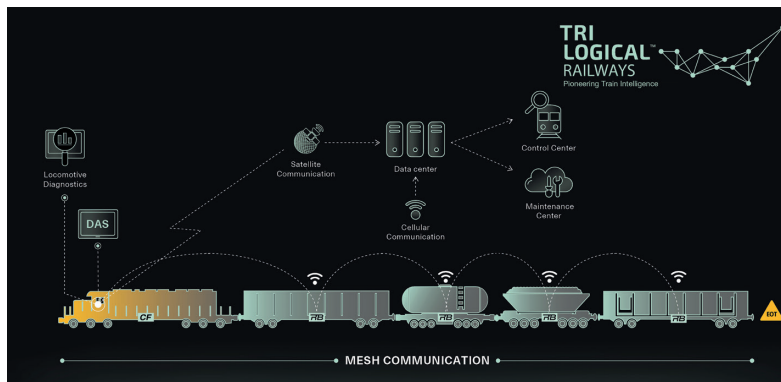 TRI
LOGICAL™
RAILWAYS
Pioneering Train Intelligence
Locomotive
Diagnostics
DAS
Satellite
Communication
Data center
Control Center
Maintenance
Center
Cellular
Communication
CF
RB
RB
RB
RB
EOT
MESH COMMUNICATION